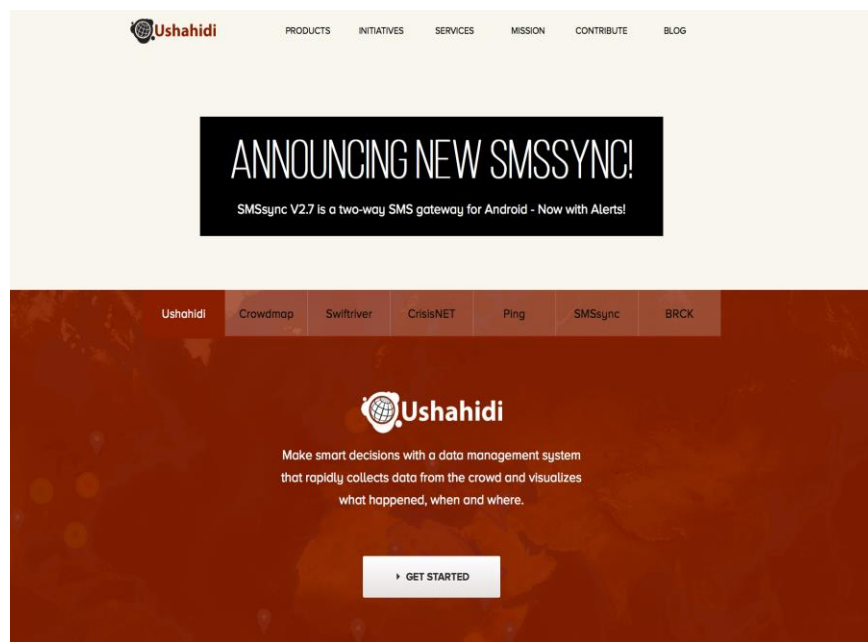 Ushahidi
PRODUCTS INITIATIVES SERVICES MISSION CONTRIBUTE BLOG
ANNOUNCING NEW SMSSYNC!
SMSsync V2.7 is a two-way SMS gateway for Android - Now with Alerts!
Ushahidi Crowdmap Swiftriver CrisisNET Ping SMSsync BRCK
Ushahidi
Make smart decisions with a data management system
that rapidly collects data from the crowd and visualizes
what happened, when and where.
GET STARTED